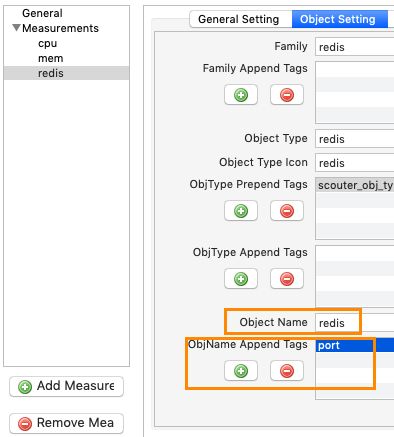 General
Measurements
cpu
mem
redis
Add Measure
Remove Mea
General Setting
Object Setting
Family
redis
Family Append Tags
Object Type
redis
Object Type Icon
redis
ObjType Prepend Tags
scouter_obj_ty
ObjType Append Tags
Object Name
redis
ObjName Append Tags
port